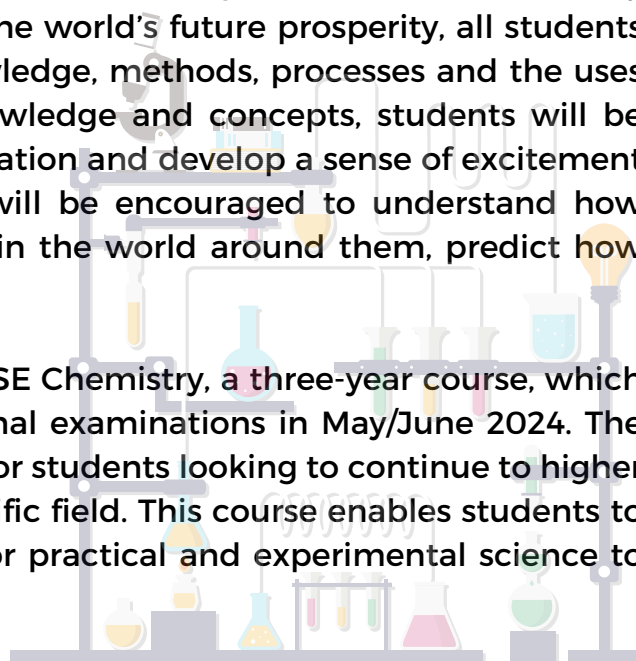 he world's future prosperity, all students
ledge, methods, processes and the uses
wledge and concepts, students will be
ation and develop a sense of excitement
will be encouraged to understand how
in the world around them, predict how
SE Chemistry, a three-year course, which
nal examinations in May/June 2024. The
or students looking to continue to higher
ific field. This course enables students to
or practical and experimental science to